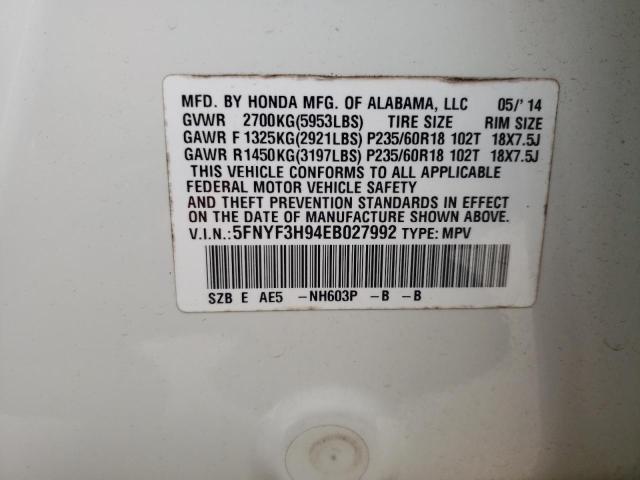 MFD. BY HONDA MFG. OF ALABAMA, LLC 05/'14
GVWR 2700KG(5953LBS) TIRE SIZE RIM SIZE
GAWR F 1325KG(2921LBS) P235/60R18 102T 18X7.5J
GAWR R1450KG(3197LBS) P235/60R18 102T 18X7.5J
THIS VEHICLE CONFORMS TO ALL APPLICABLE
FEDERAL MOTOR VEHICLE SAFETY
AND THEFT PREVENTION STANDARDS IN EFFECT
ON THE DATE OF MANUFACTURE SHOWN ABOVE.
V.I.N.:5FNYF3H94EB027992 TYPE: MPV
SZB E AE5 -NH603P -B -B